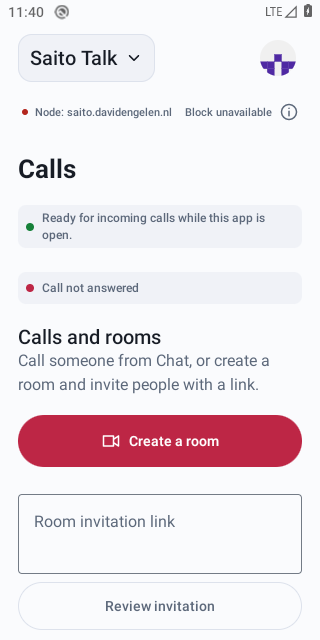 11:40
LTE
Saito Talk
Node: saito.davidengelen.nl
Block unavailable
Calls
Ready for incoming calls while this app is
open.
Call not answered
Calls and rooms
Call someone from Chat, or create a
room and invite people with a link.
Create a room
Room invitation link
Review invitation